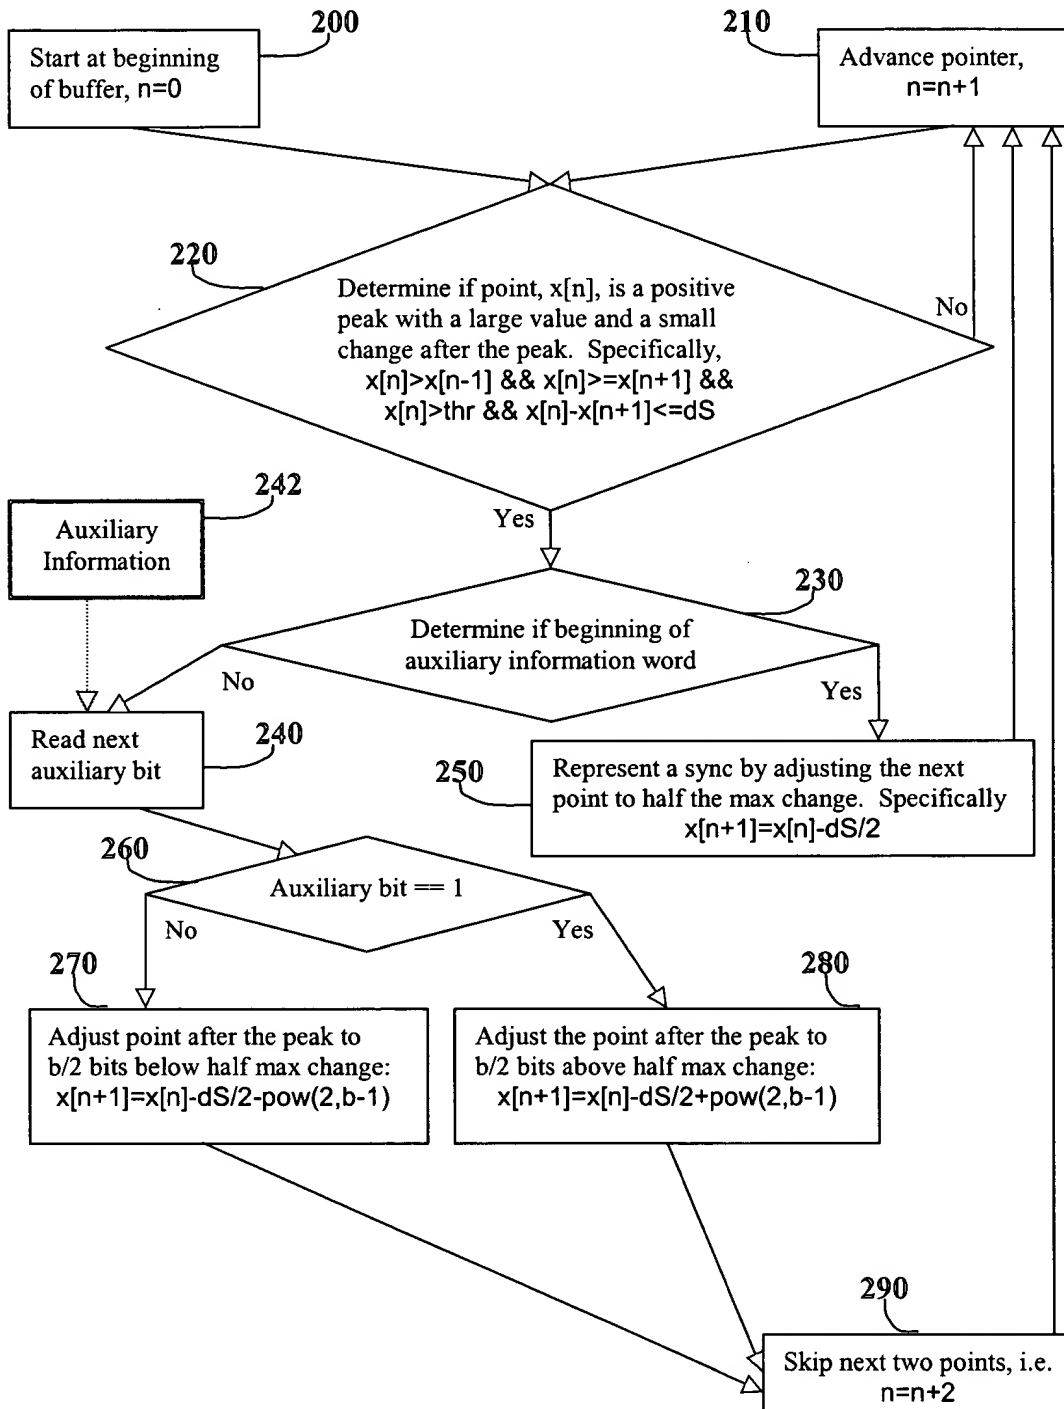 200
Start at beginning
of buffer, n=0
210
Advance pointer,
n=n+1
220
Determine if point, x[n], is a positive
peak with a large value and a small
change after the peak.  Specifically,
x[n]>x[n-1] && x[n]>=x[n+1] &&
x[n]>thr && x[n]-x[n+1]<=dS
No
Yes
242
Auxiliary
Information
230
Determine if beginning of
auxiliary information word
No
Yes
Read next
auxiliary bit
240
250
Represent a sync by adjusting the next
point to half the max change.  Specifically
x[n+1]=x[n]-dS/2
260
Auxiliary bit == 1
No
Yes
270
Adjust point after the peak to
b/2 bits below half max change:
x[n+1]=x[n]-dS/2-pow(2,b-1)
280
Adjust the point after the peak to
b/2 bits above half max change:
x[n+1]=x[n]-dS/2+pow(2,b-1)
290
Skip next two points, i.e.
n=n+2